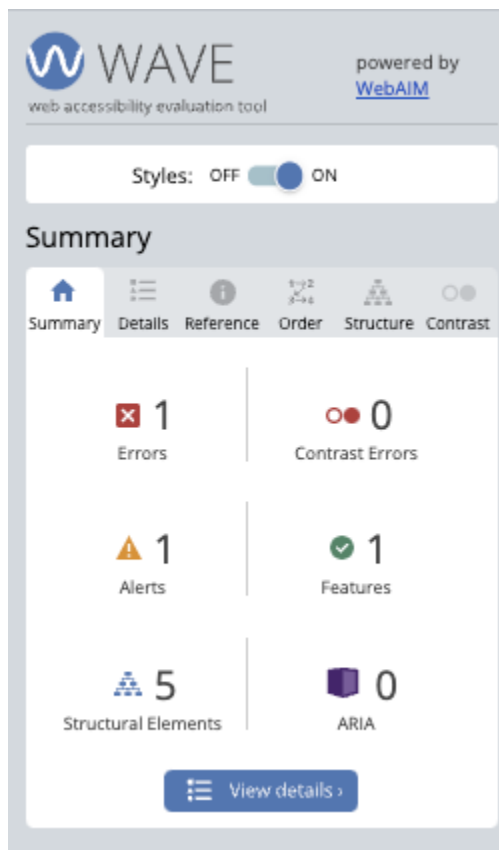 WAVE
web accessibility evaluation tool
powered by
WebAIM
Styles: OFF ON
Summary
Summary Details Reference Order Structure Contrast
1
Errors
0
Contrast Errors
1
Alerts
1
Features
5
Structural Elements
0
ARIA
View details ›